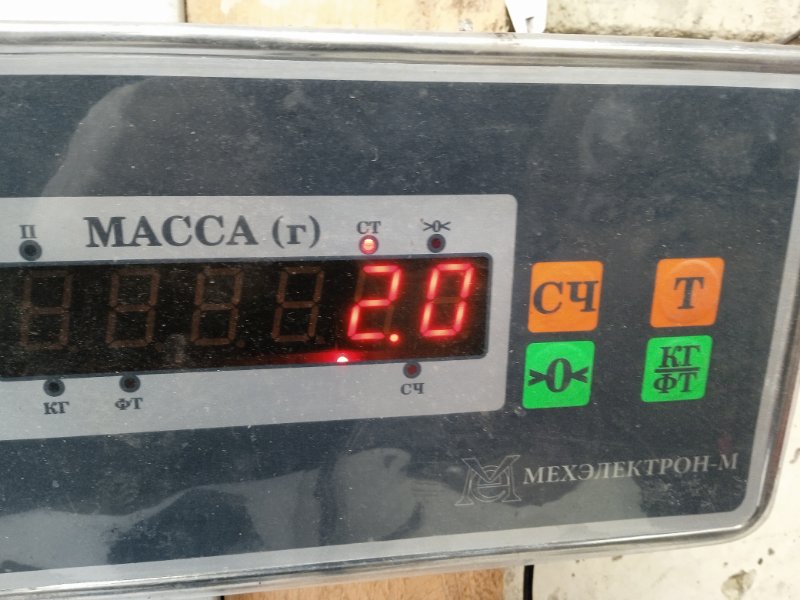 П
МАССА (г)
СТ
>0<
2.0
КГ
ФТ
СЧ
СЧ
Т
>0<
КГ
ФТ
МЕХЭЛЕКТРОН-М